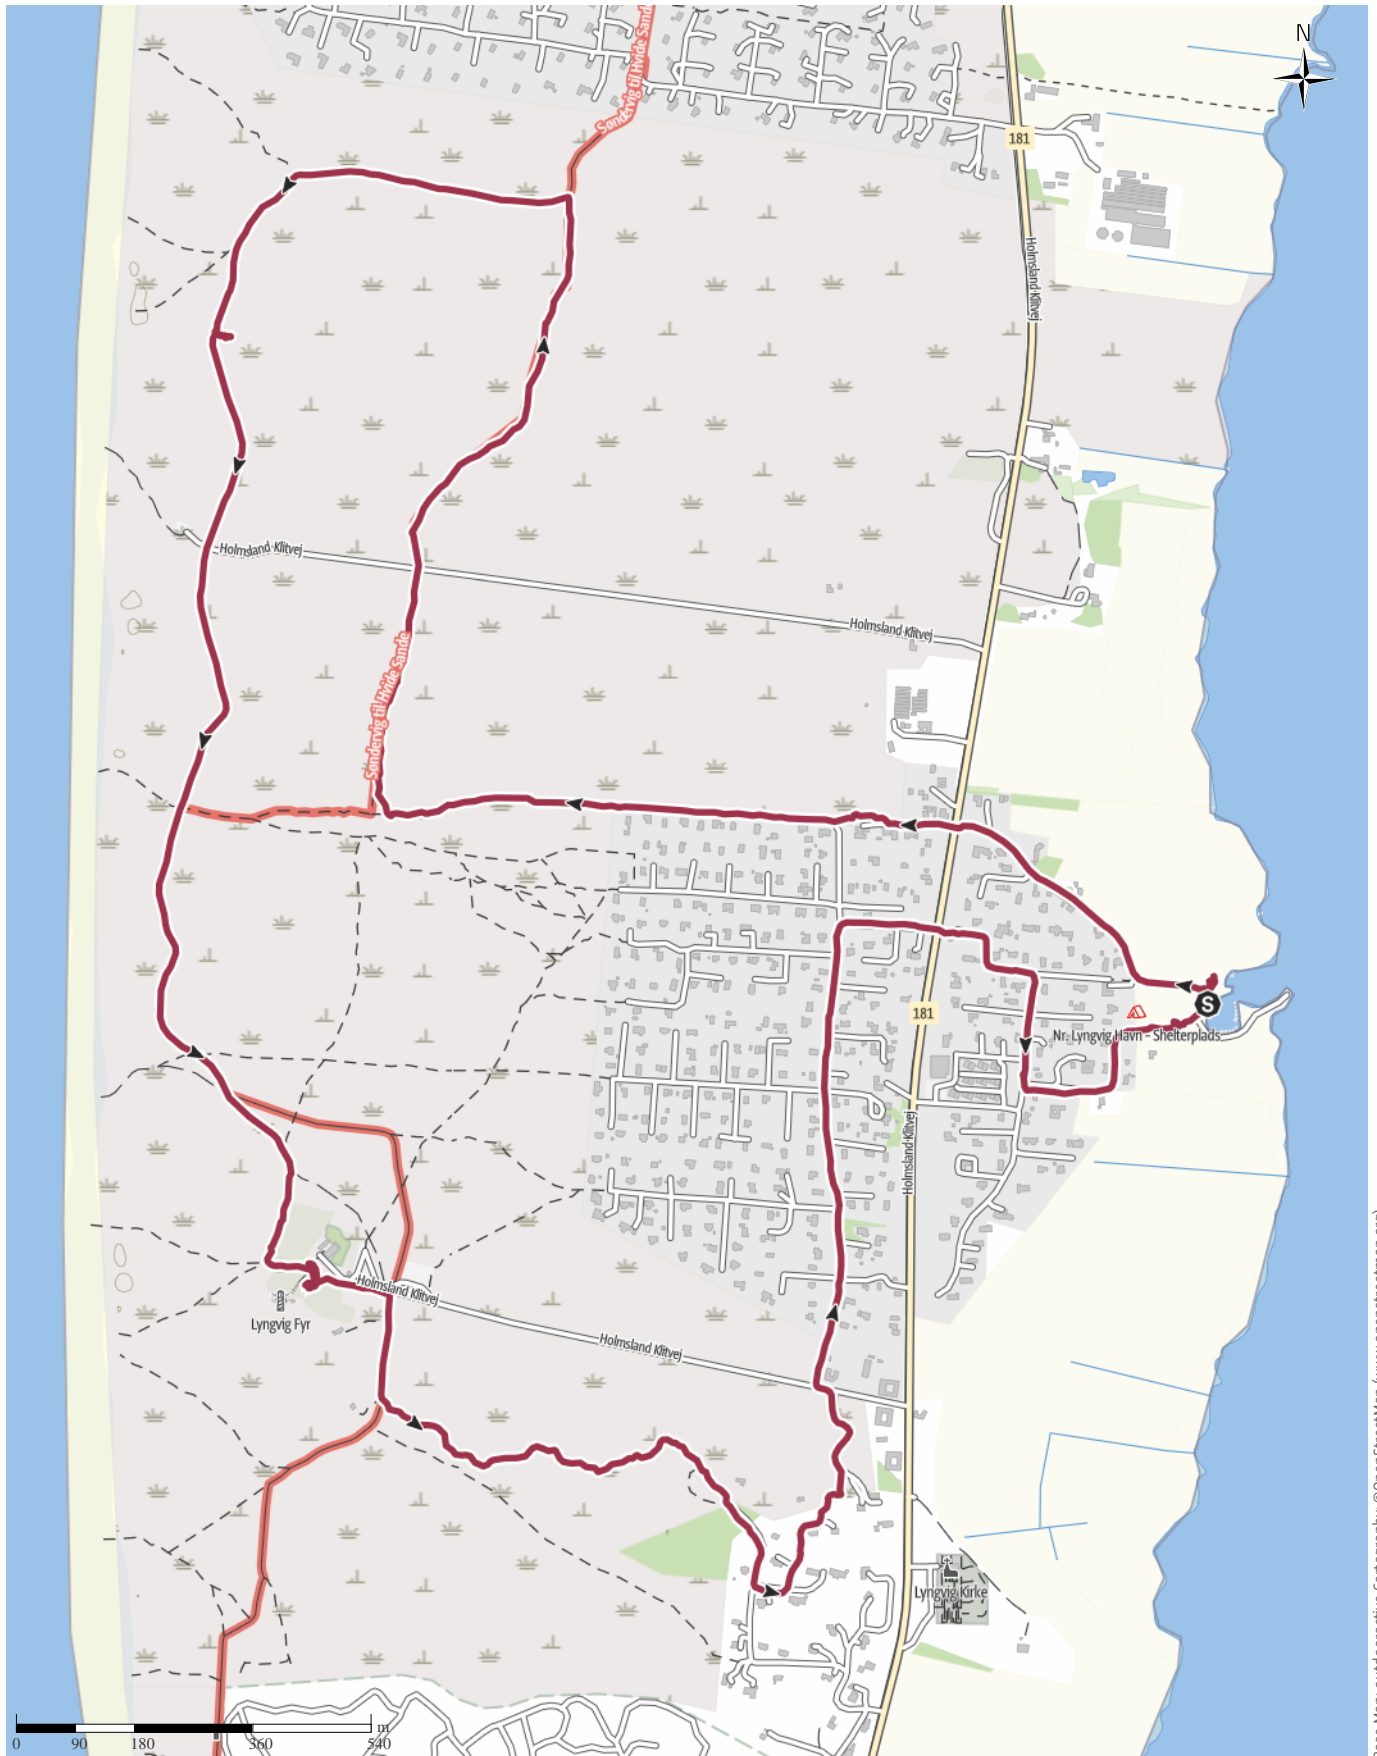 N
Søndervig til Hvide Sande
181
Holmsland Klitvej
Holmsland Klitvej
Holmsland Klitvej
Søndervig til Hvide Sande
S
181
Nr. Lyngvig Havn - Shelterplads
Holmsland Klitvej
Holmsland Klitvej
Lyngvig Fyr
Holmsland Klitvej
Lyngvig Kirke
m
0 90 180 360 540